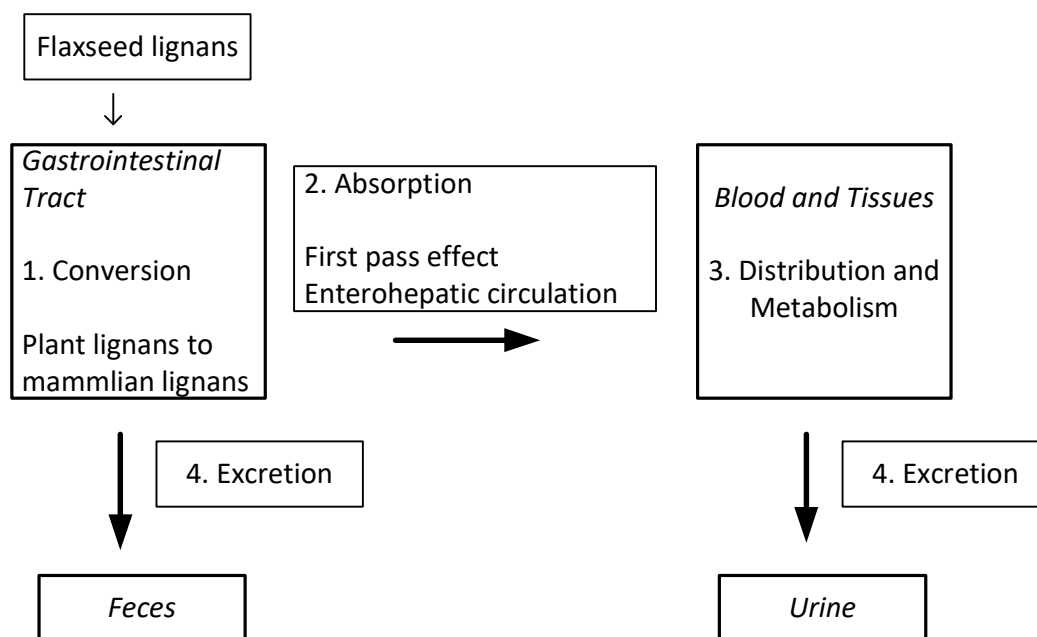 Flaxseed lignans
Gastrointestinal
Tract
1. Conversion
Plant lignans to
mammlian lignans
2. Absorption
First pass effect
Enterohepatic circulation
Blood and Tissues
3. Distribution and
Metabolism
4. Excretion
4. Excretion
Feces
Urine